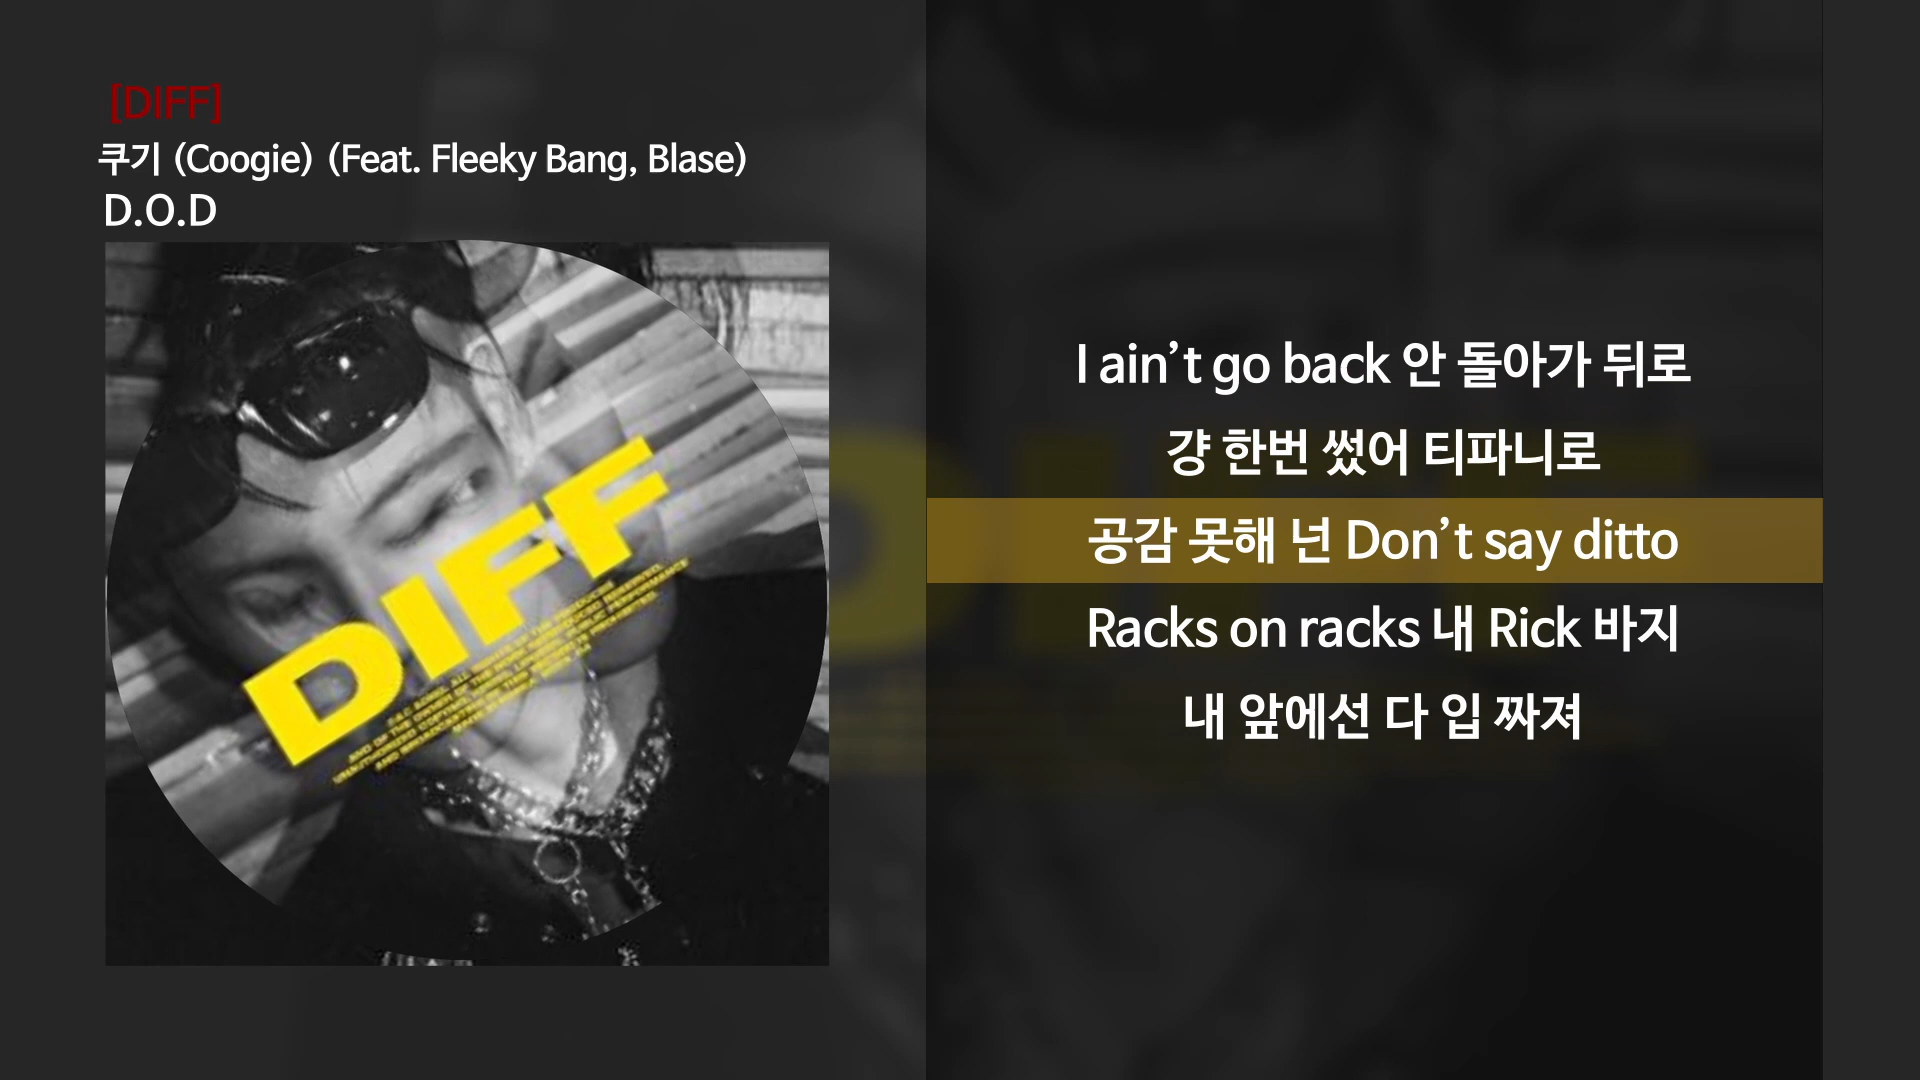 [DIFF]
쿠기 (Coogie) (Feat. Fleeky Bang, Blase)
D.O.D
DIFF
I ain't go back 안 돌아가 뒤로
걍 한번 썼어 티파니로
공감 못해 넌 Don't say ditto
Racks on racks 내 Rick 바지
내 앞에선 다 입 짜져